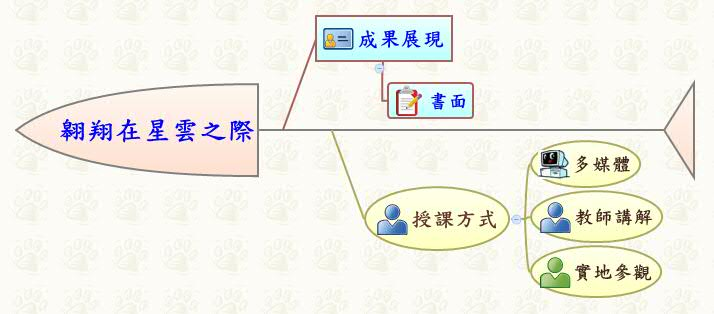 翱翔在星雲之際
成果展現
書面
授課方式
多媒體
教師講解
實地參觀